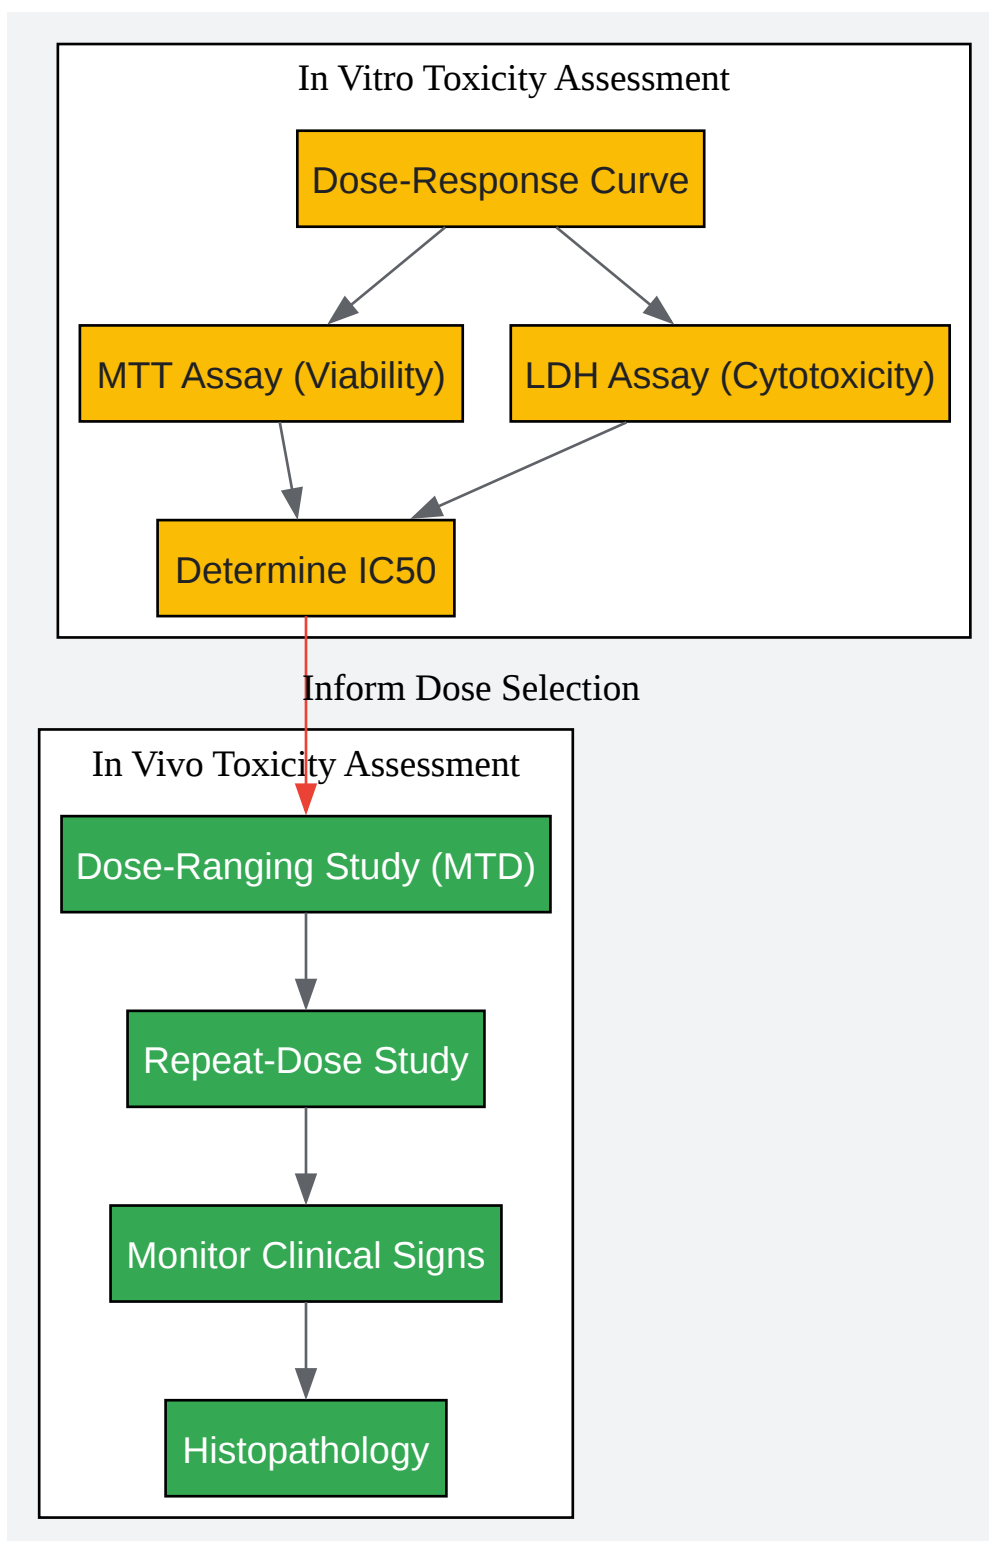 In Vitro Toxicity Assessment
Dose-Response Curve
MTT Assay (Viability)
LDH Assay (Cytotoxicity)
Determine IC50
Inform Dose Selection
In Vivo Toxicity Assessment
Dose-Ranging Study (MTD)
Repeat-Dose Study
Monitor Clinical Signs
Histopathology